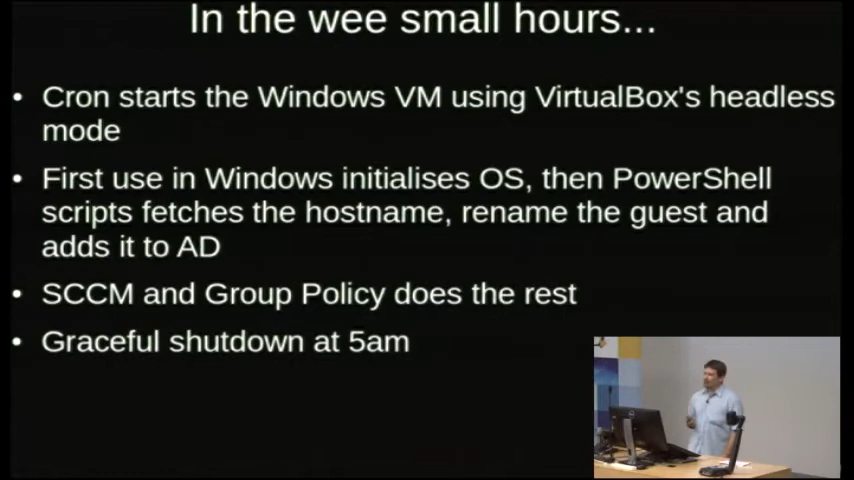 In the wee small hours...
• Cron starts the Windows VM using VirtualBox's headless
mode
• First use in Windows initialises OS, then PowerShell
scripts fetches the hostname, rename the guest and
adds it to AD
• SCCM and Group Policy does the rest
• Graceful shutdown at 5am